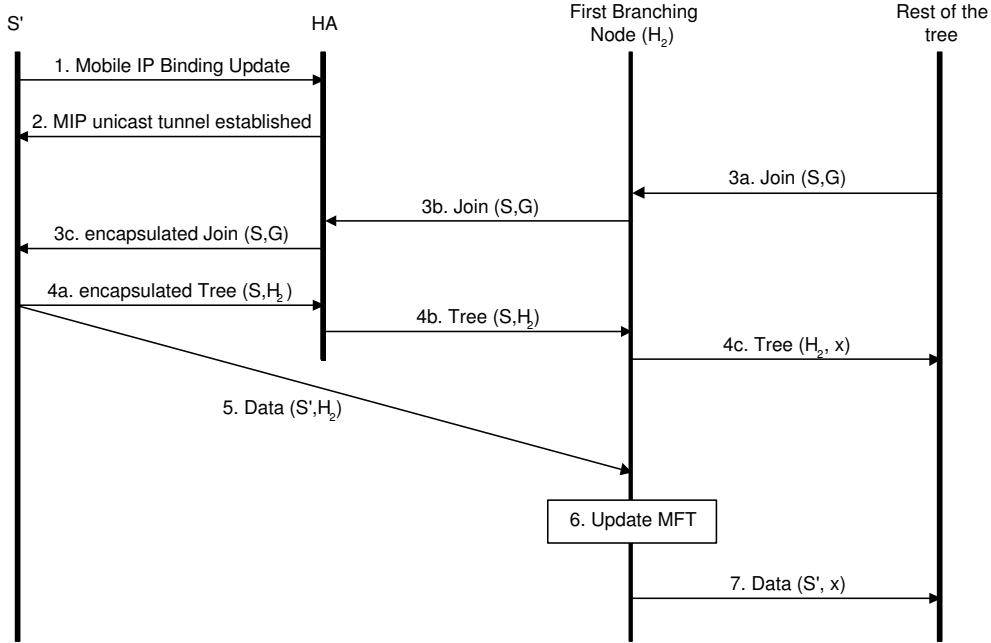 S'
HA
First Branching
Node (H2)
Rest of the
tree
1. Mobile IP Binding Update
2. MIP unicast tunnel established
3a. Join (S,G)
3b. Join (S,G)
3c. encapsulated Join (S,G)
4a. encapsulated Tree (S,H2)
4b. Tree (S,H2)
4c. Tree (H2, x)
5. Data (S',H2)
6. Update MFT
7. Data (S', x)